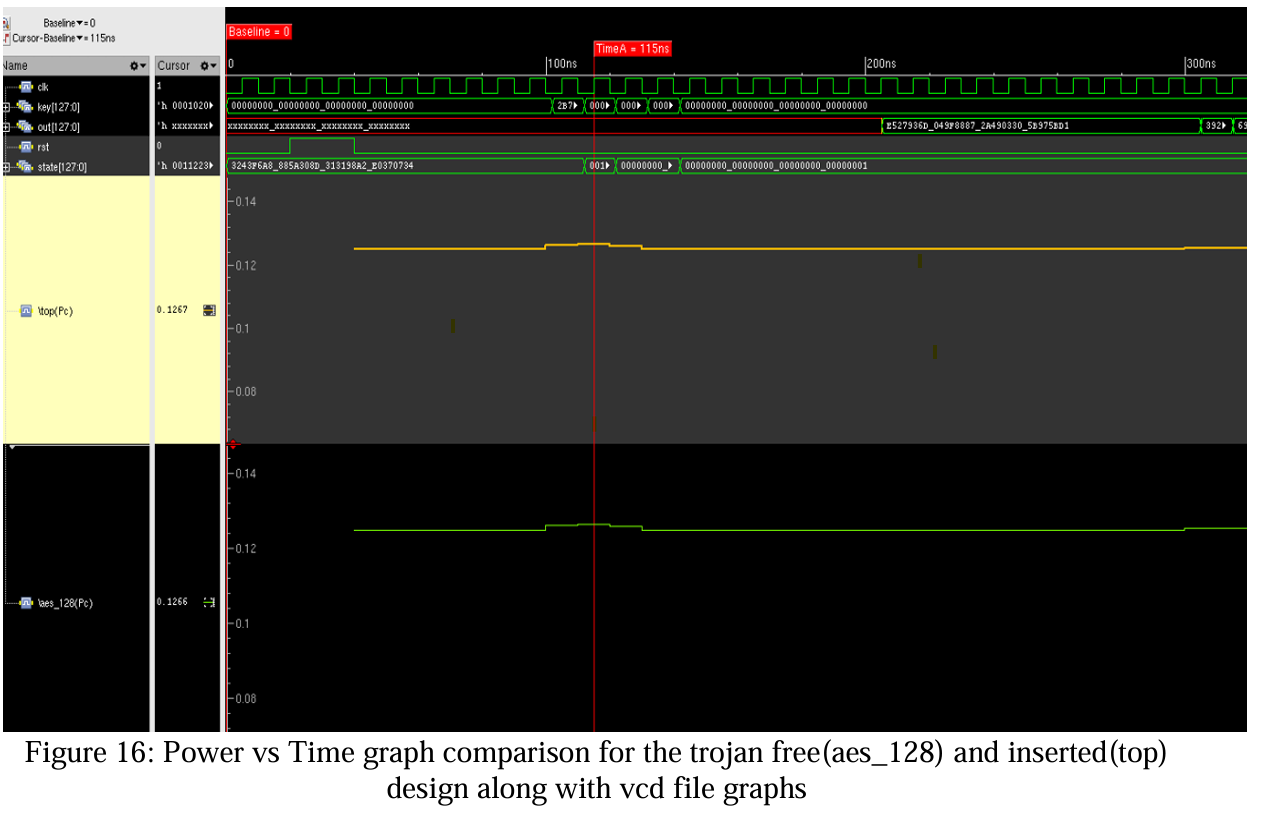 Baseline▼=0
Cursor-Baseline▼=115ns
Baseline = 0
TimeA = 115ns
Name Cursor 0 100ns 200ns 300ns
clk 1
key[127:0] 'h 0001020 00000000_00000000_00000000_00000000 2B7 000 000 000 00000000_00000000_00000000_00000000
out[127:0] 'h xxxxxxx xxxxxxxx_xxxxxxxx_xxxxxxxx_xxxxxxxx E527936D_049F8887_2A490330_5B975BD1 392 69
rst 0
state[127:0] 'h 0011223 3243F6A8_885A308D_313198A2_E0370734 001 00000000_ 00000000_00000000_00000000_00000001
0.14
0.12
\top(Pc) 0.1267
0.1
0.08
0.14
0.12
\aes_128(Pc) 0.1266
0.1
0.08
Figure 16: Power vs Time graph comparison for the trojan free(aes_128) and inserted(top)
design along with vcd file graphs